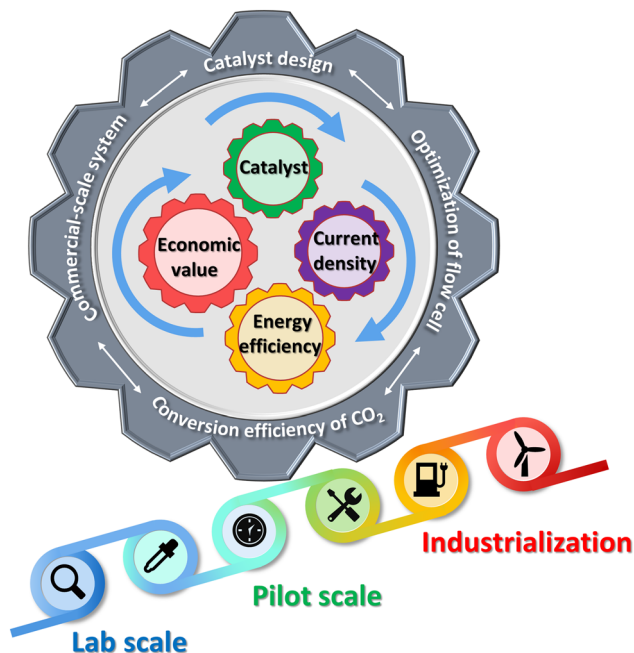 Catalyst design
Optimization of flow cell
Conversion efficiency of CO₂
Commercial-scale system
Catalyst
Current
density
Energy
efficiency
Economic
value
Industrialization
Pilot scale
Lab scale